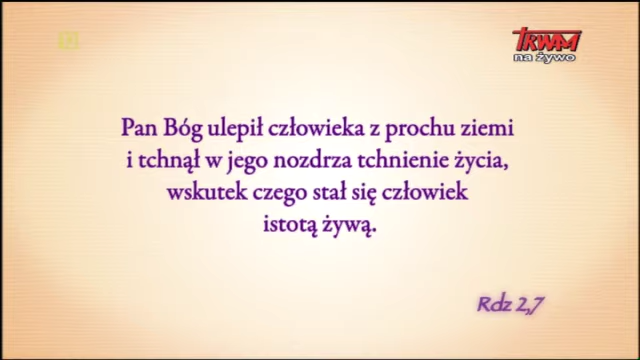 TRWAM
na żywo
Pan Bóg ulepił człowieka z prochu ziemi
i tchnął w jego nozdrza tchnienie życia,
wskutek czego stał się człowiek
istotą żywą.
Rdz 2,7